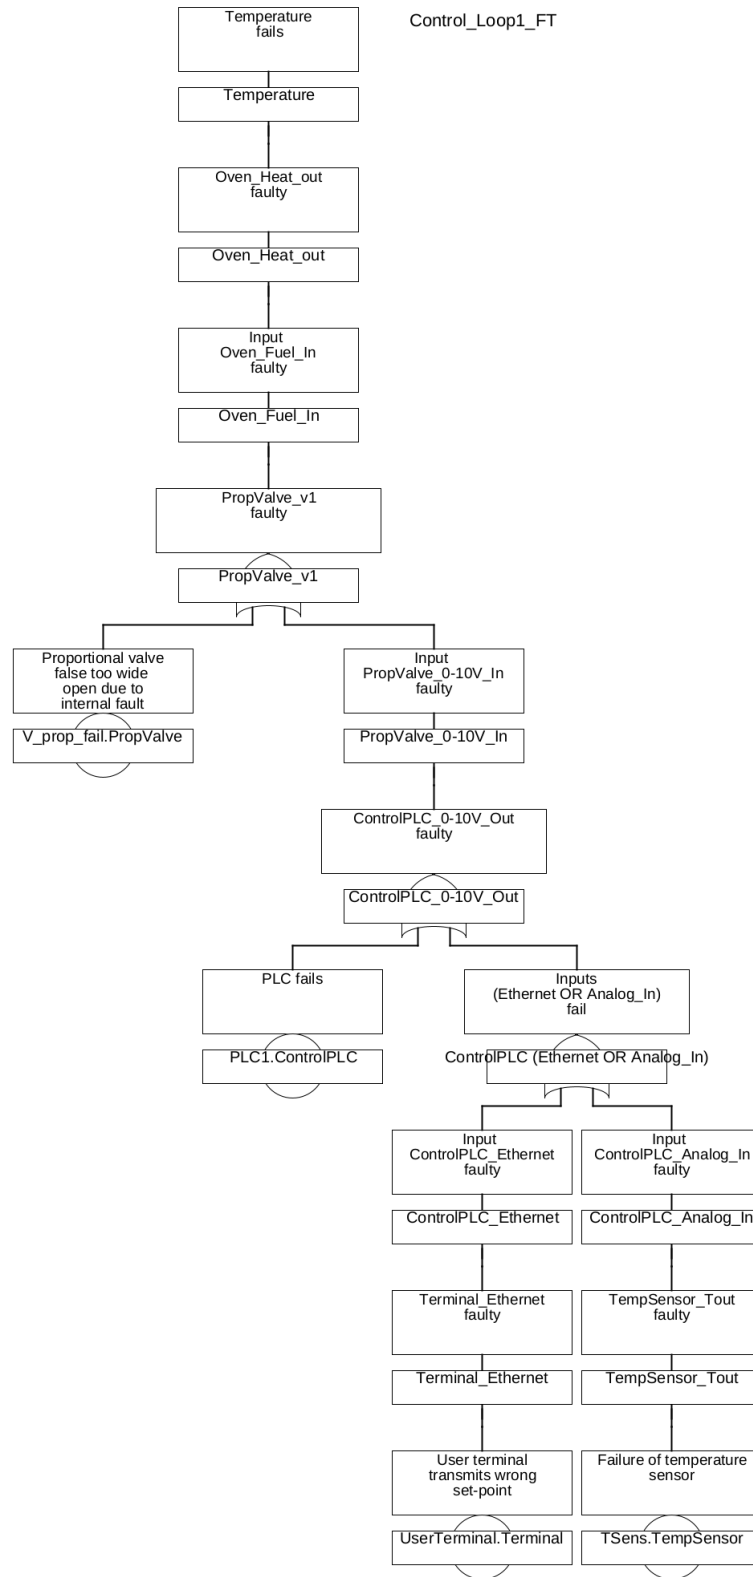 Control_Loop1_FT
Temperature
fails
Temperature
Oven_Heat_out
faulty
Oven_Heat_out
Input
Oven_Fuel_In
faulty
Oven_Fuel_In
PropValve_v1
faulty
PropValve_v1
Proportional valve
false too wide
open due to
internal fault
V_prop_fail.PropValve
Input
PropValve_0-10V_In
faulty
PropValve_0-10V_In
ControlPLC_0-10V_Out
faulty
ControlPLC_0-10V_Out
PLC fails
PLC1.ControlPLC
Inputs
(Ethernet OR Analog_In)
fail
ControlPLC (Ethernet OR Analog_In)
Input
ControlPLC_Ethernet
faulty
ControlPLC_Ethernet
Terminal_Ethernet
faulty
Terminal_Ethernet
User terminal
transmits wrong
set-point
UserTerminal.Terminal
Input
ControlPLC_Analog_In
faulty
ControlPLC_Analog_In
TempSensor_Tout
faulty
TempSensor_Tout
Failure of temperature
sensor
TSens.TempSensor